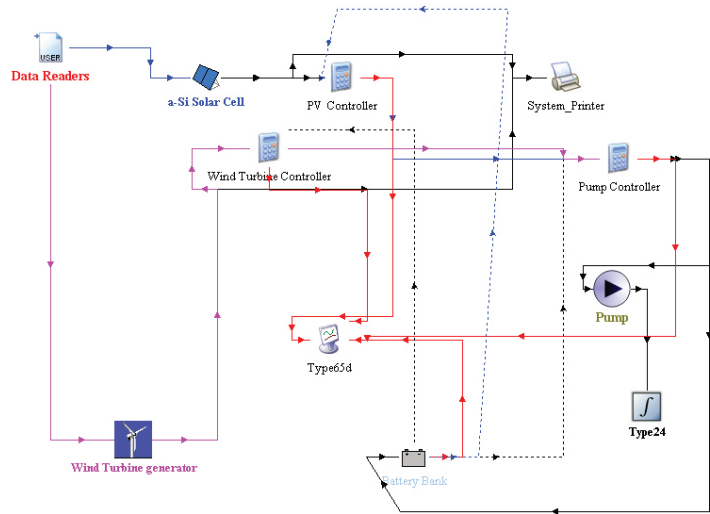 USER
Data Readers
a-Si Solar Cell
PV Controller
System_Printer
Wind Turbine Controller
Pump Controller
Pump
Type65d
Type24
Wind Turbine generator
Battery Bank